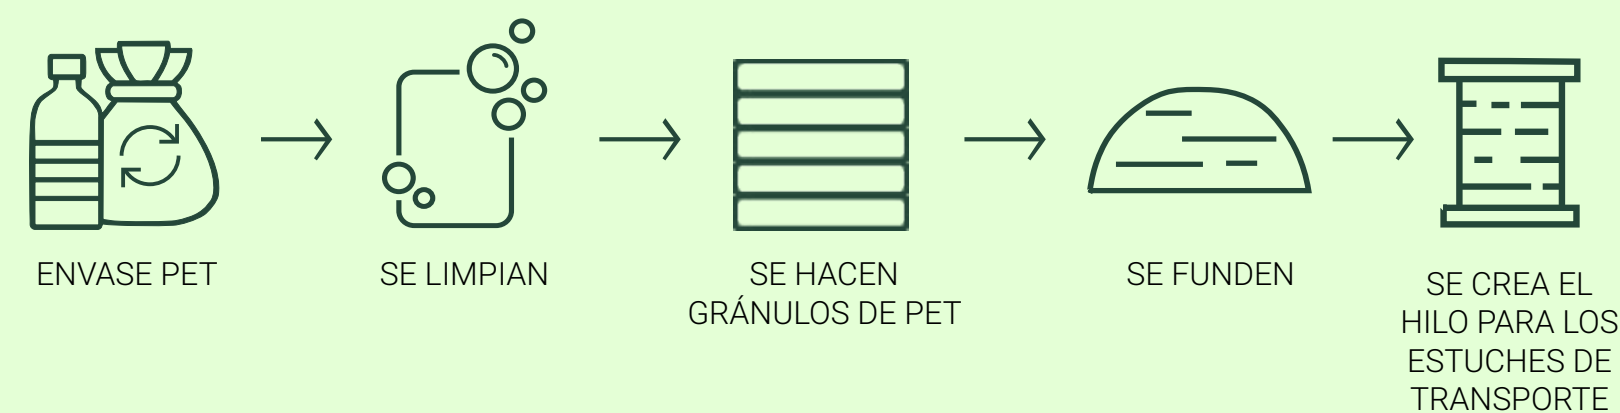 ENVASE PET
SE LIMPIAN
SE HACEN
GRÁNULOS DE PET
SE FUNDEN
SE CREA EL
HILO PARA LOS
ESTUCHES DE
TRANSPORTE